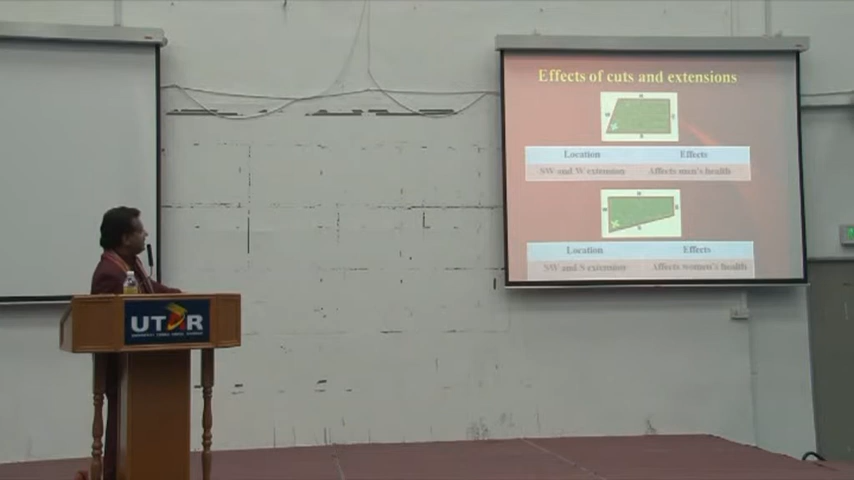 Effects of cuts and extensions
Location Effects
SW and W extension Affects men's health
Location Effects
SW and S extension Affects women's health
UTAR